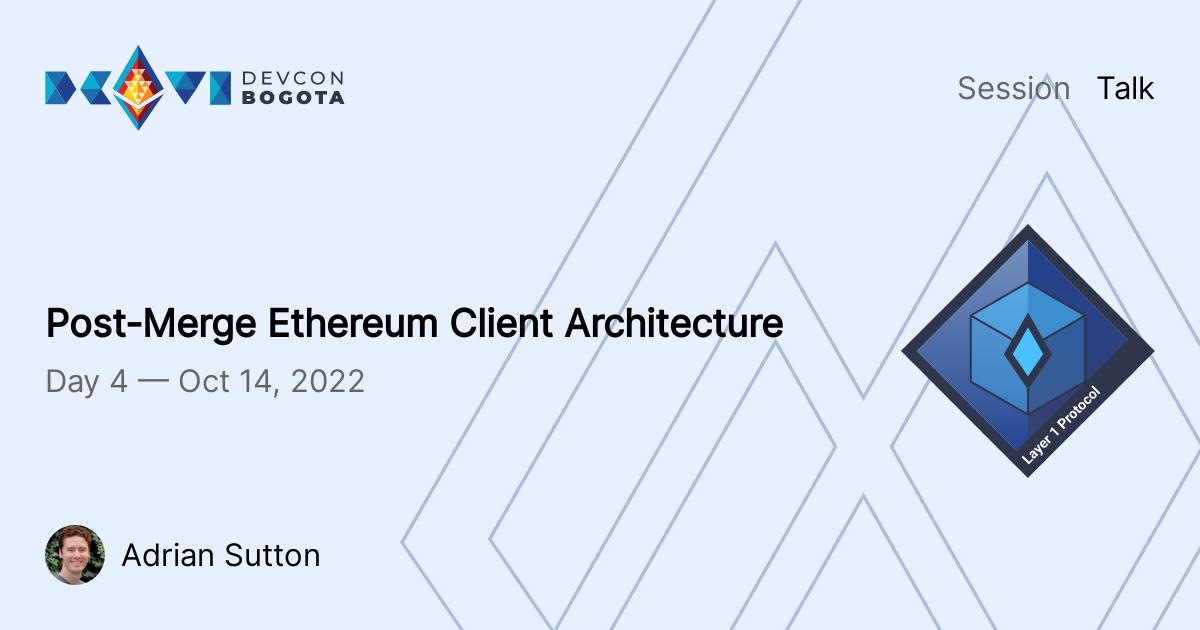 DEVCON
BOGOTA
Session Talk
Post-Merge Ethereum Client Architecture
Day 4 — Oct 14, 2022
Layer 1 Protocol
Adrian Sutton